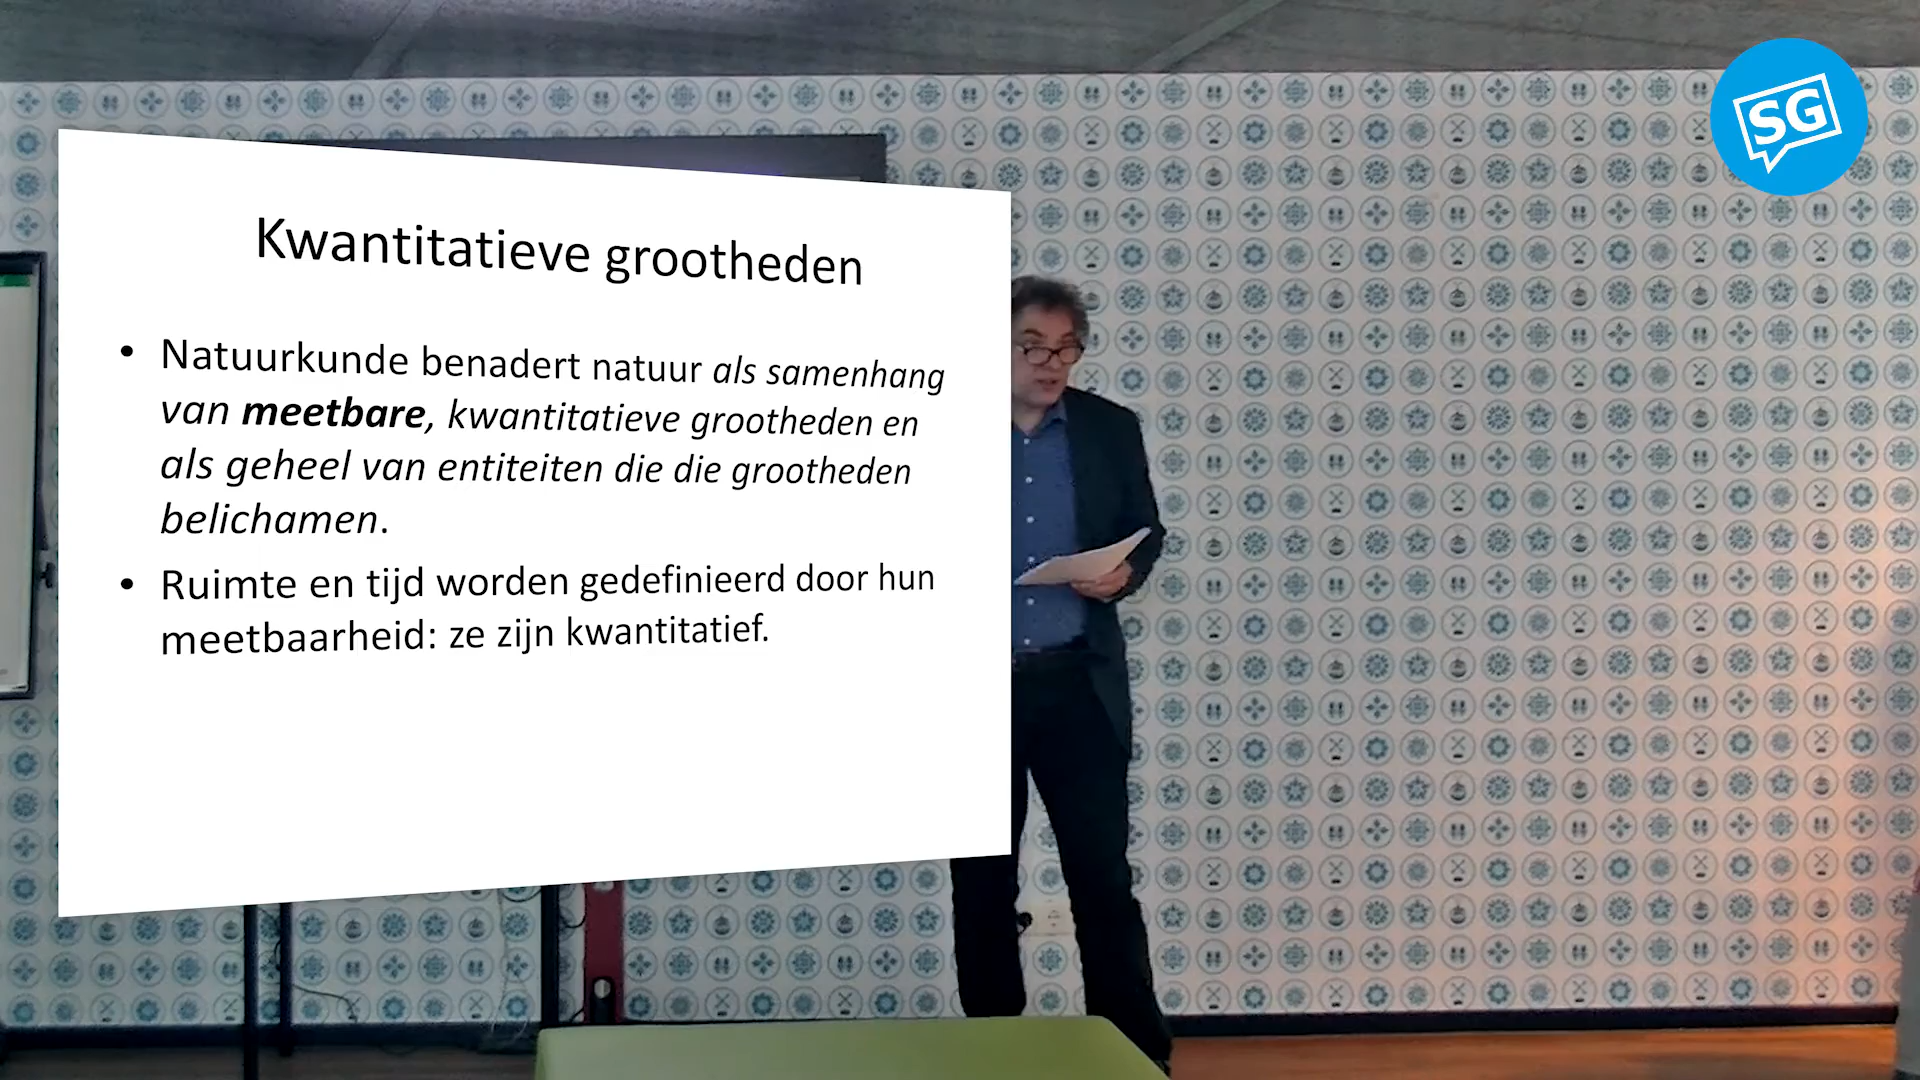 SG
Kwantitatieve grootheden
• Natuurkunde benadert natuur als samenhang
van meetbare, kwantitatieve grootheden en
als geheel van entiteiten die die grootheden
belichamen.
• Ruimte en tijd worden gedefinieerd door hun
meetbaarheid: ze zijn kwantitatief.